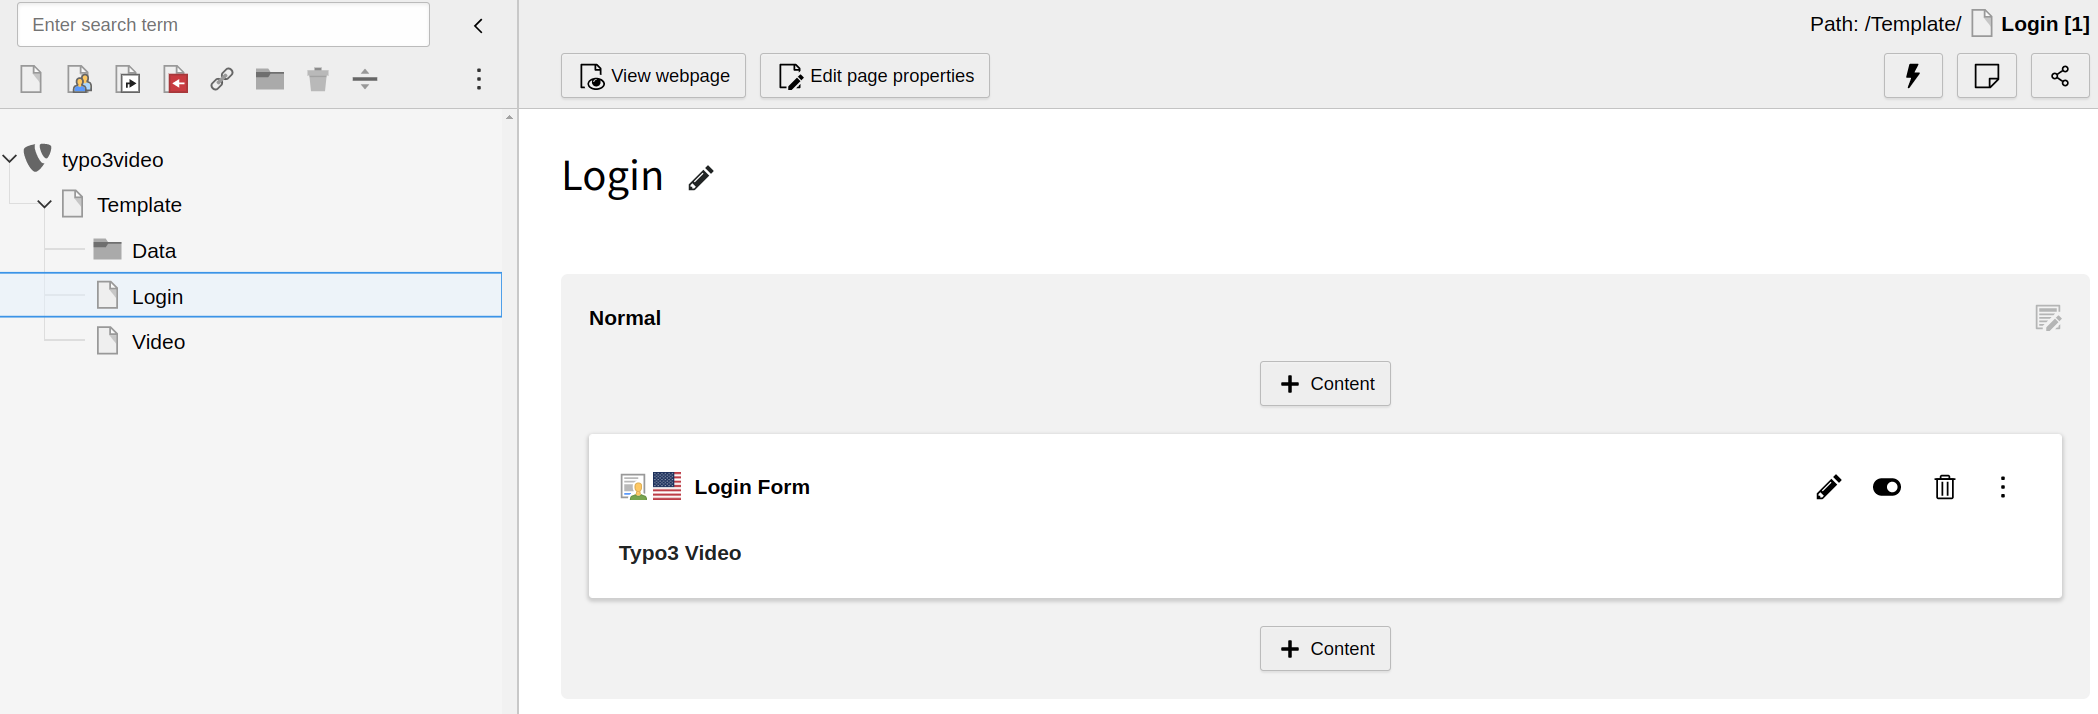 Enter search term
Path: /Template/ Login [1]
View webpage
Edit page properties
typo3video
Template
Data
Login
Video
Login
Normal
Content
Login Form
Typo3 Video
Content